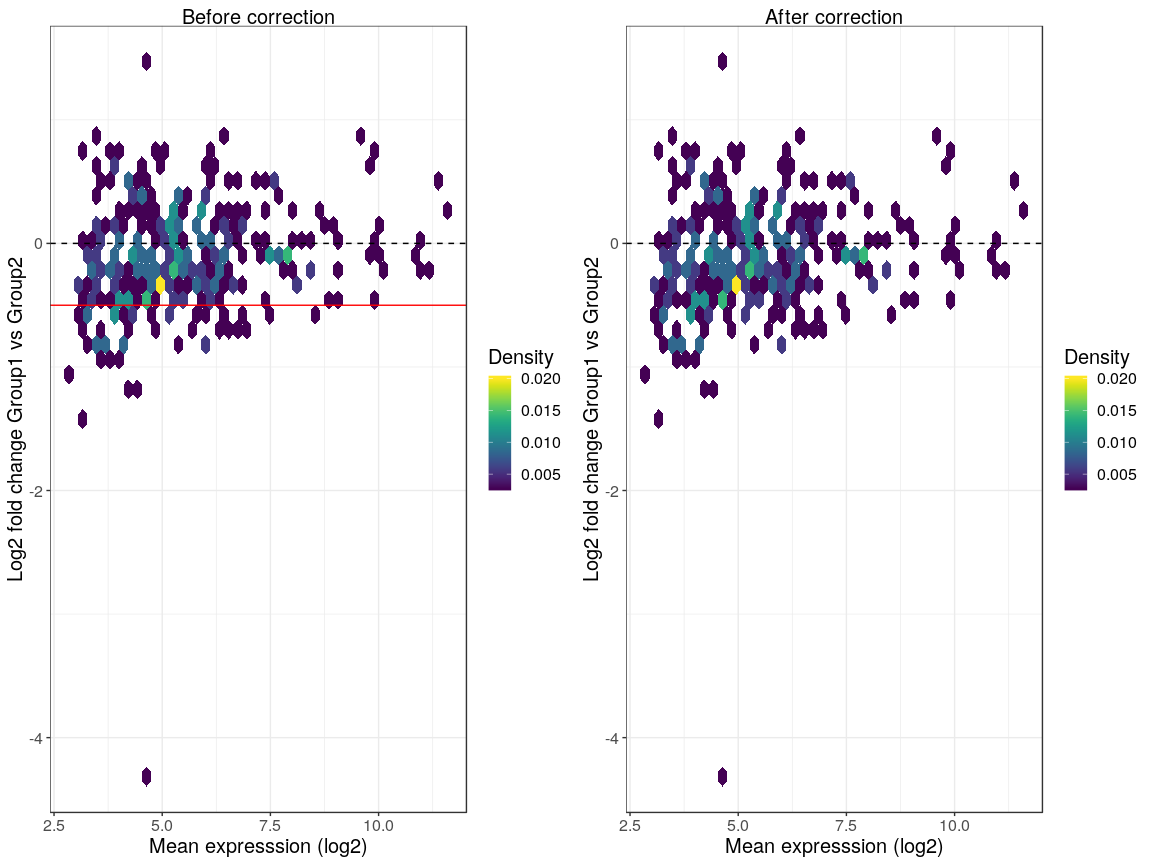 Before correction
Log2 fold change Group1 vs Group2
0
-2
-4
2.5
5.0
7.5
10.0
Mean expresssion (log2)
Density
0.020
0.015
0.010
0.005
After correction
Log2 fold change Group1 vs Group2
0
-2
-4
2.5
5.0
7.5
10.0
Mean expresssion (log2)
Density
0.020
0.015
0.010
0.005